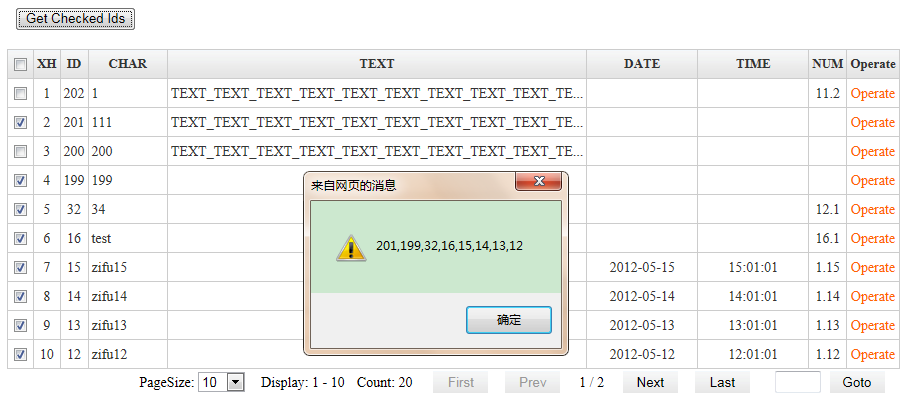 Get Checked Ids
XH ID CHAR TEXT DATE TIME NUM Operate
1 202 1 TEXT_TEXT_TEXT_TEXT_TEXT_TEXT_TEXT_TEXT_TEXT_TE... 11.2 Operate
2 201 111 TEXT_TEXT_TEXT_TEXT_TEXT_TEXT_TEXT_TEXT_TEXT_TE... Operate
3 200 200 TEXT_TEXT_TEXT_TEXT_TEXT_TEXT_TEXT_TEXT_TEXT_TE... Operate
4 199 199 Operate
5 32 34 12.1 Operate
6 16 test 16.1 Operate
7 15 zifu15 2012-05-15 15:01:01 1.15 Operate
8 14 zifu14 2012-05-14 14:01:01 1.14 Operate
9 13 zifu13 2012-05-13 13:01:01 1.13 Operate
10 12 zifu12 2012-05-12 12:01:01 1.12 Operate
来自网页的消息
201,199,32,16,15,14,13,12
确定
PageSize: 10 Display: 1 - 10 Count: 20 First Prev 1 / 2 Next Last Goto